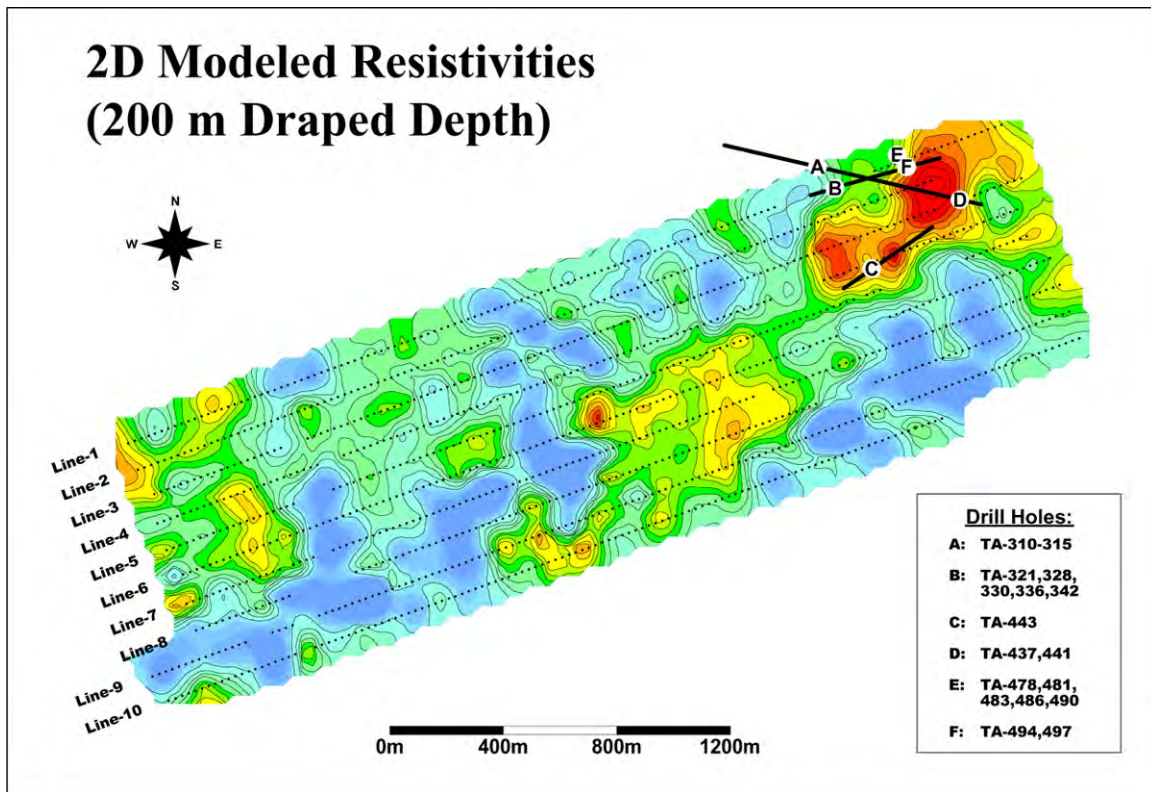 2D Modeled Resistivities
(200 m Draped Depth)
N
W E
S
A
B
E
F
D
C
Line-1
Line-2
Line-3
Line-4
Line-5
Line-6
Line-7
Line-8
Line-9
Line-10
0m 400m 800m 1200m
Drill Holes:
A: TA-310-315
B: TA-321,328,
330,336,342
C: TA-443
D: TA-437,441
E: TA-478,481,
483,486,490
F: TA-494,497